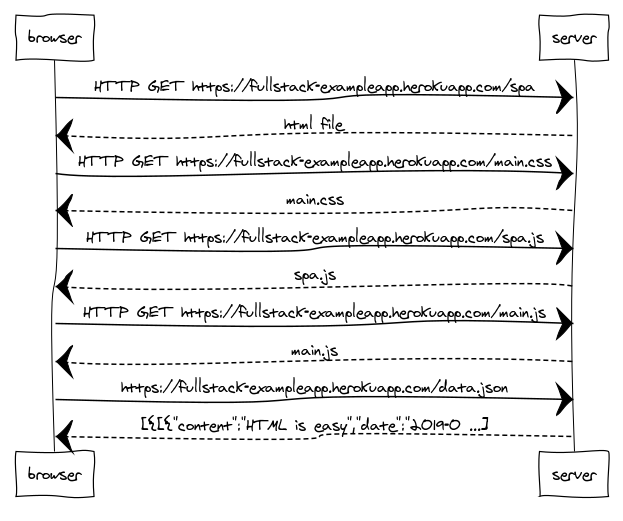 browser
server
HTTP GET https://fullstack-exampleapp.herokuapp.com/spa
html file
HTTP GET https://fullstack-exampleapp.herokuapp.com/main.css
main.css
HTTP GET https://fullstack-exampleapp.herokuapp.com/spa.js
spa.js
HTTP GET https://fullstack-exampleapp.herokuapp.com/main.js
main.js
https://fullstack-exampleapp.herokuapp.com/data.json
[{[{"content":"HTML is easy","date":"2019-0 ...]
browser
server